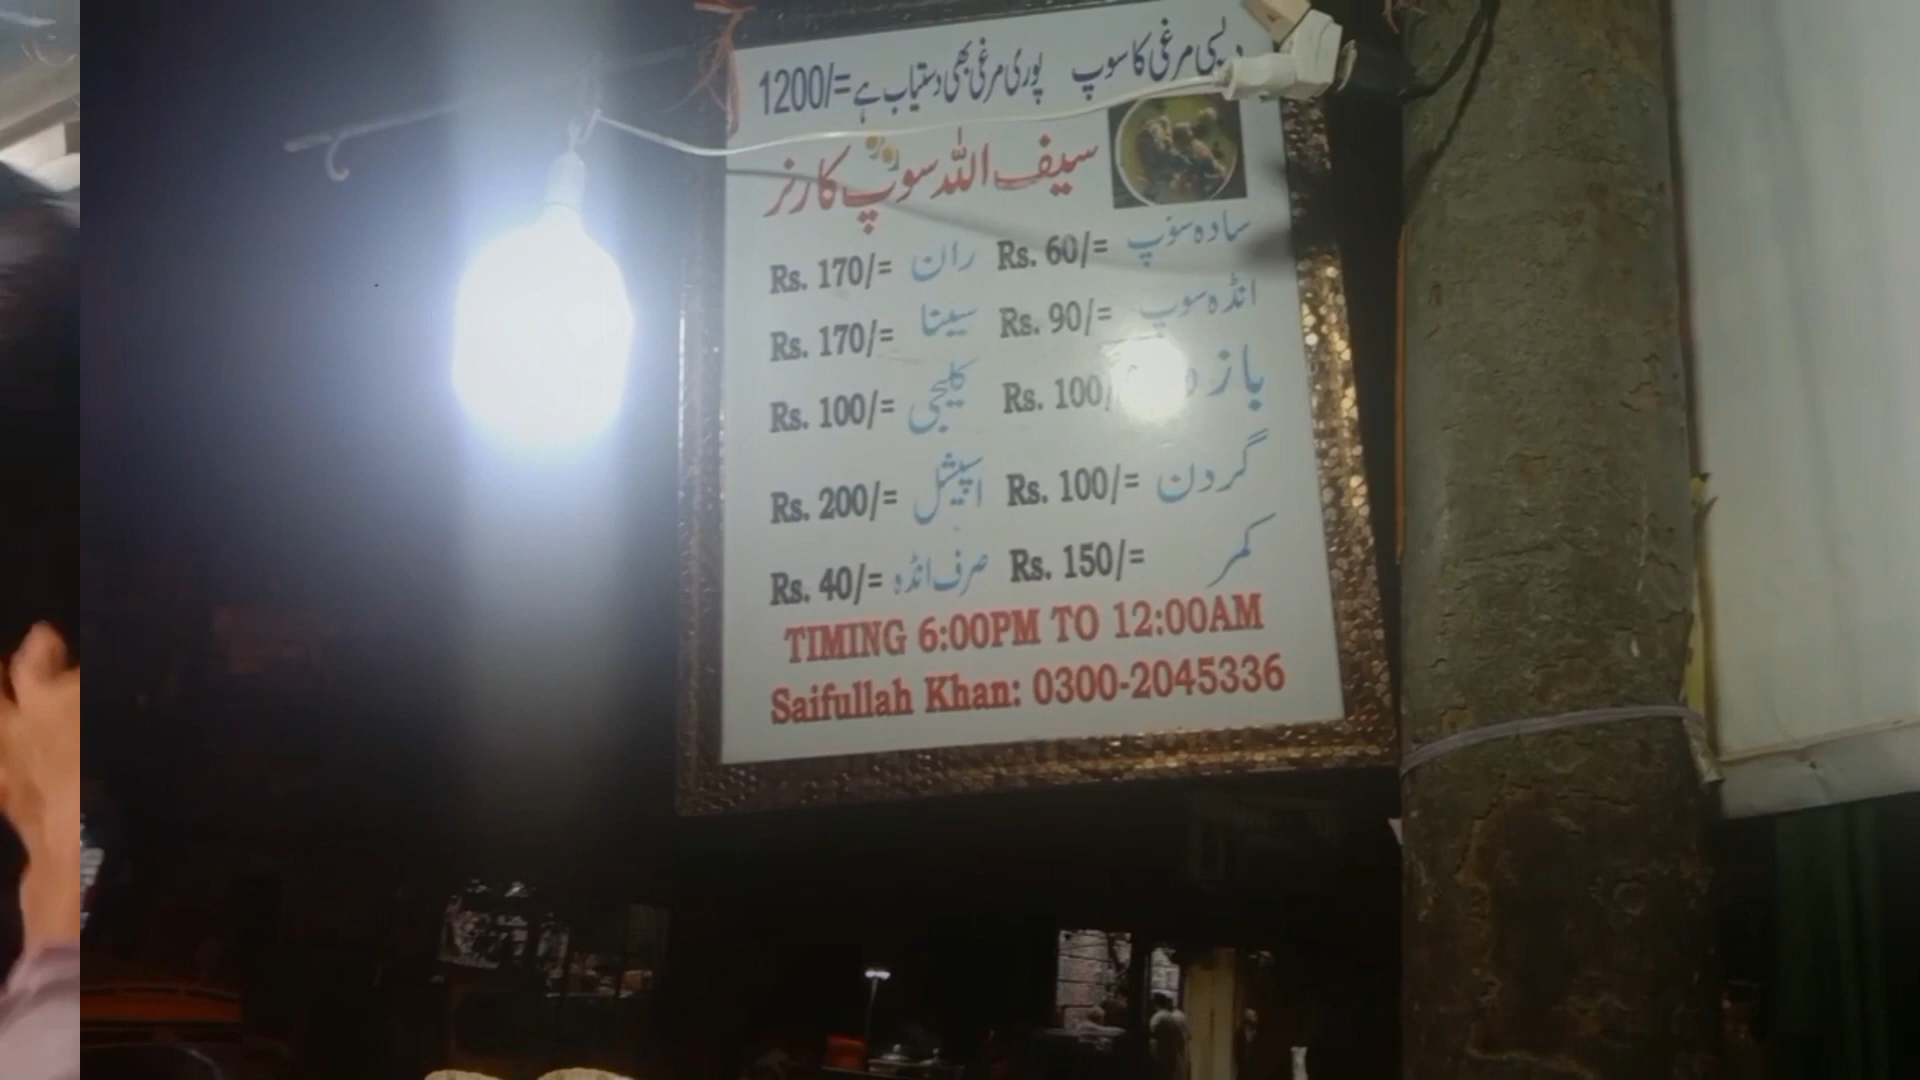 دیسی مرغی کا سوپ پوری مرغی بھی دستیاب ہے =/1200
سیف اللہ سوپ کارنر
سادہ سوپ Rs. 60/= ران Rs. 170/=
انڈہ سوپ Rs. 90/= سینا Rs. 170/=
باز Rs. 100/ کلیجی Rs. 100/=
گردن Rs. 100/= اسپیشل Rs. 200/=
کمر Rs. 150/= صرف انڈہ Rs. 40/=
TIMING 6:00PM TO 12:00AM
Saifullah Khan: 0300-2045336